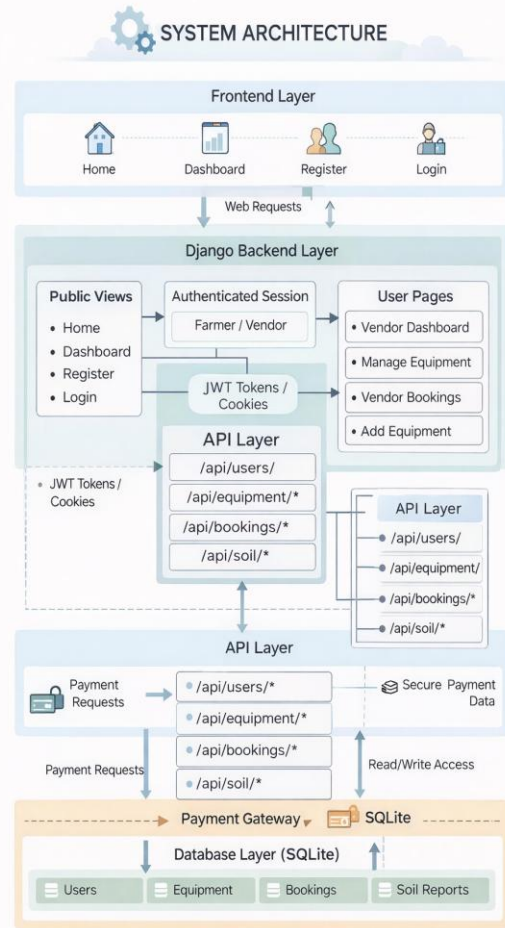 SYSTEM ARCHITECTURE
Frontend Layer
Home
Dashboard
Register
Login
Web Requests
Django Backend Layer
Public Views
• Home
• Dashboard
• Register
• Login
Authenticated Session
Farmer / Vendor
User Pages
• Vendor Dashboard
• Manage Equipment
• Vendor Bookings
• Add Equipment
JWT Tokens /
Cookies
API Layer
/api/users/
/api/equipment/*
/api/bookings/*
/api/soil/*
• JWT Tokens /
Cookies
API Layer
/api/users/
/api/equipment/
/api/bookings/*
/api/soil/*
API Layer
Payment
Requests
/api/users/*
/api/equipment/*
/api/bookings/*
/api/soil/*
Secure Payment
Data
Payment Requests
Read/Write Access
Payment Gateway
SQLite
Database Layer (SQLite)
Users
Equipment
Bookings
Soil Reports